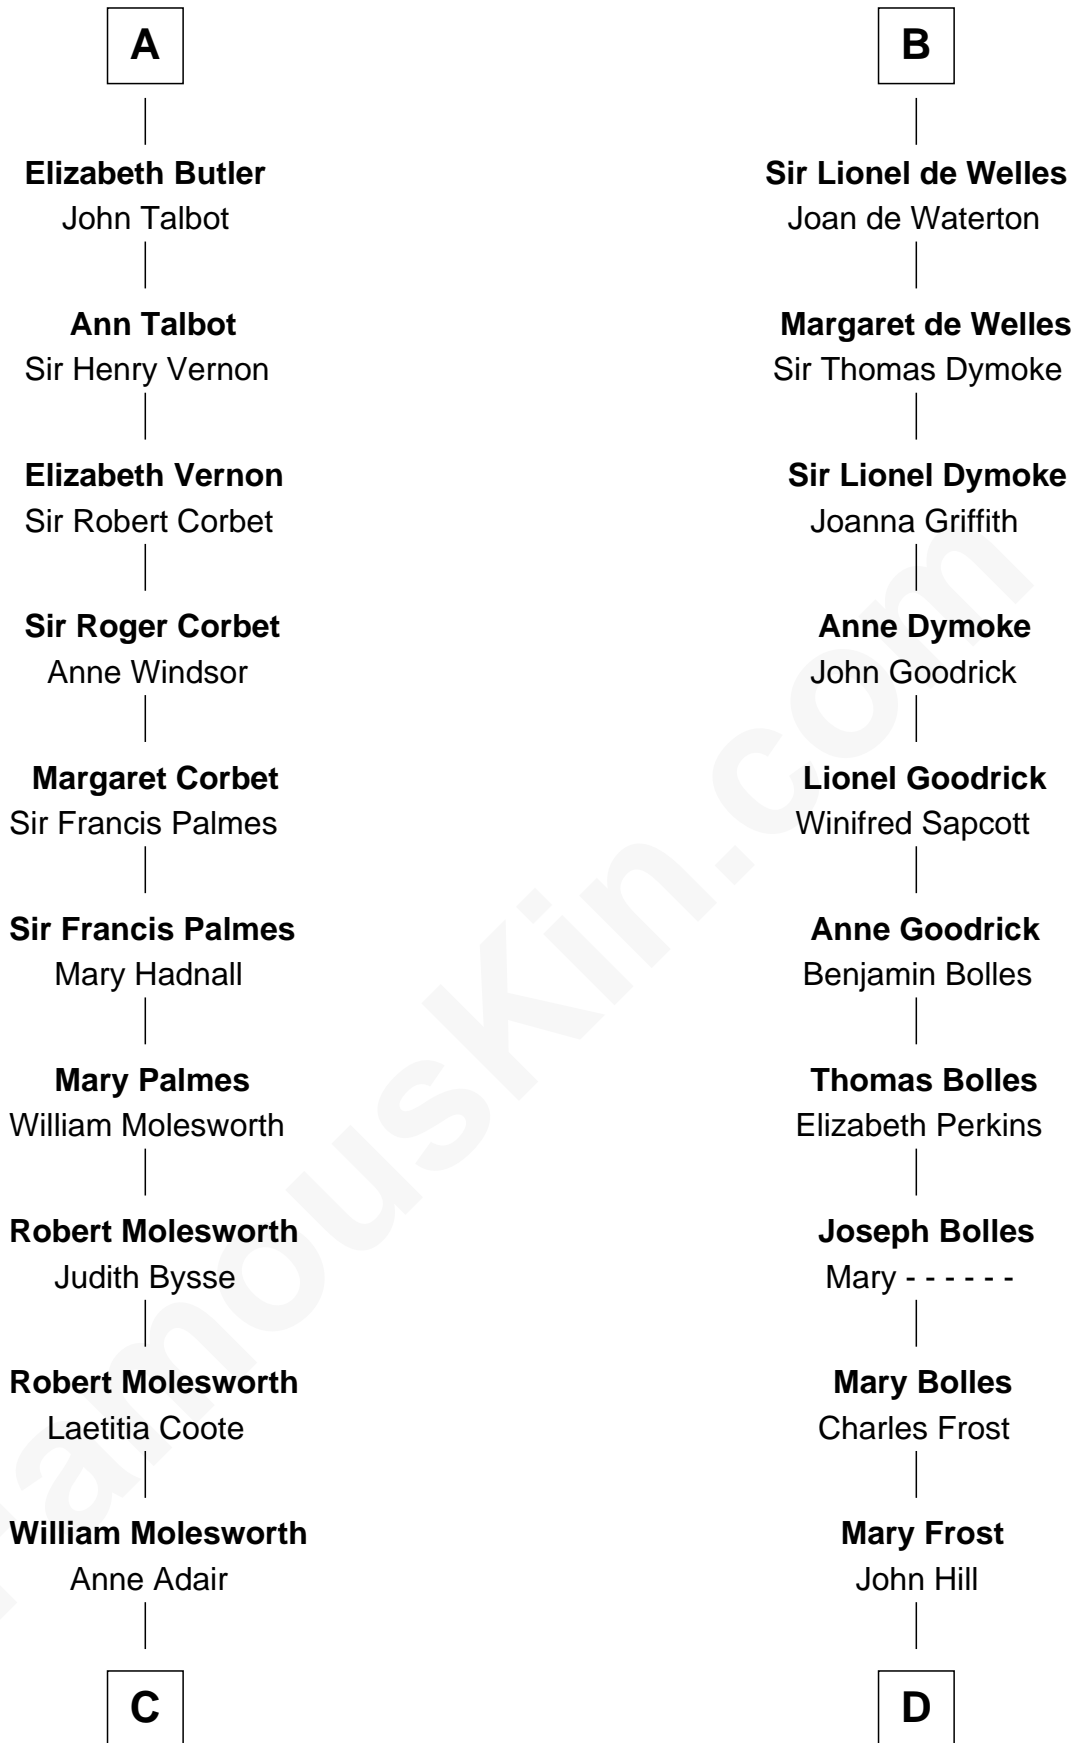 A
Elizabeth Butler
John Talbot
Ann Talbot
Sir Henry Vernon
Elizabeth Vernon
Sir Robert Corbet
Sir Roger Corbet
Anne Windsor
Margaret Corbet
Sir Francis Palmes
Sir Francis Palmes
Mary Hadnall
Mary Palmes
William Molesworth
Robert Molesworth
Judith Bysse
Robert Molesworth
Laetitia Coote
William Molesworth
Anne Adair
C
B
Sir Lionel de Welles
Joan de Waterton
Margaret de Welles
Sir Thomas Dymoke
Sir Lionel Dymoke
Joanna Griffith
Anne Dymoke
John Goodrick
Lionel Goodrick
Winifred Sapcott
Anne Goodrick
Benjamin Bolles
Thomas Bolles
Elizabeth Perkins
Joseph Bolles
Mary - - - - - -
Mary Bolles
Charles Frost
Mary Frost
John Hill
D
FamousKin.com